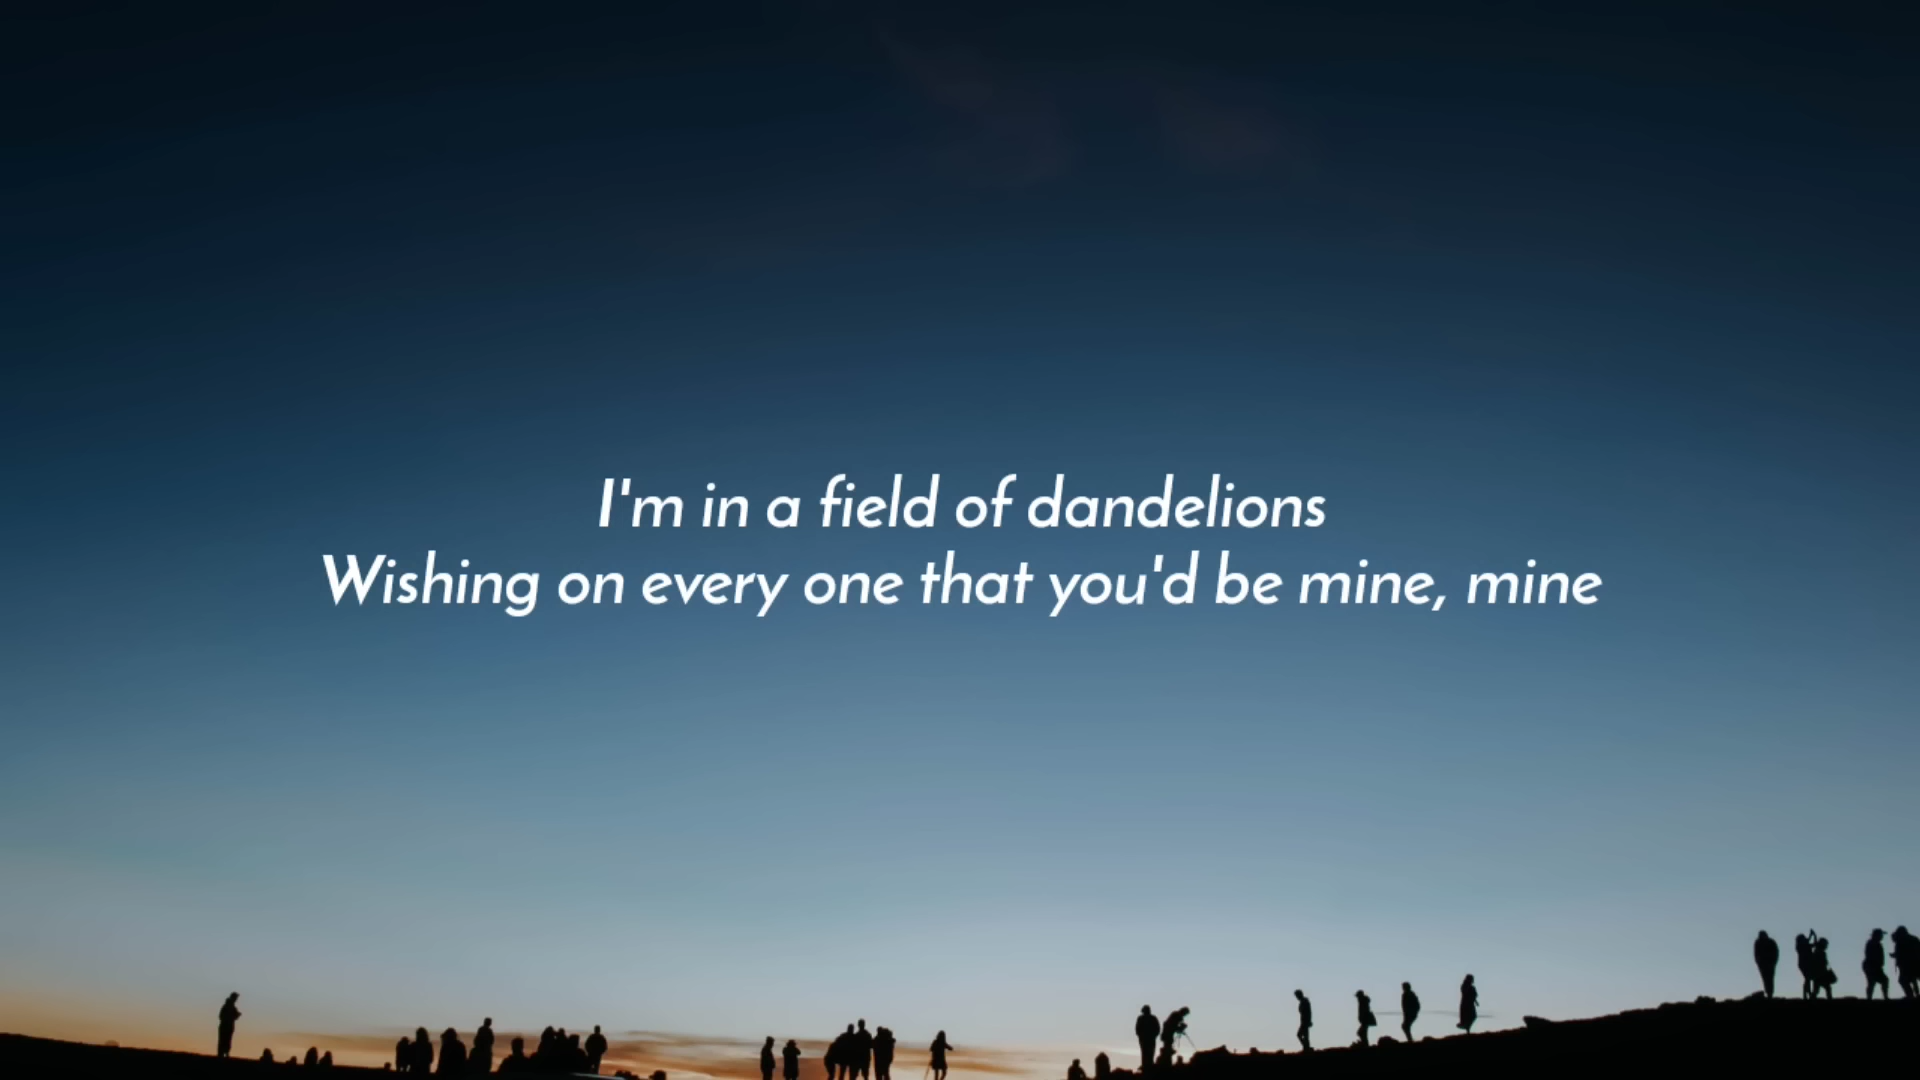 I'm in a field of dandelions
Wishing on every one that you'd be mine, mine